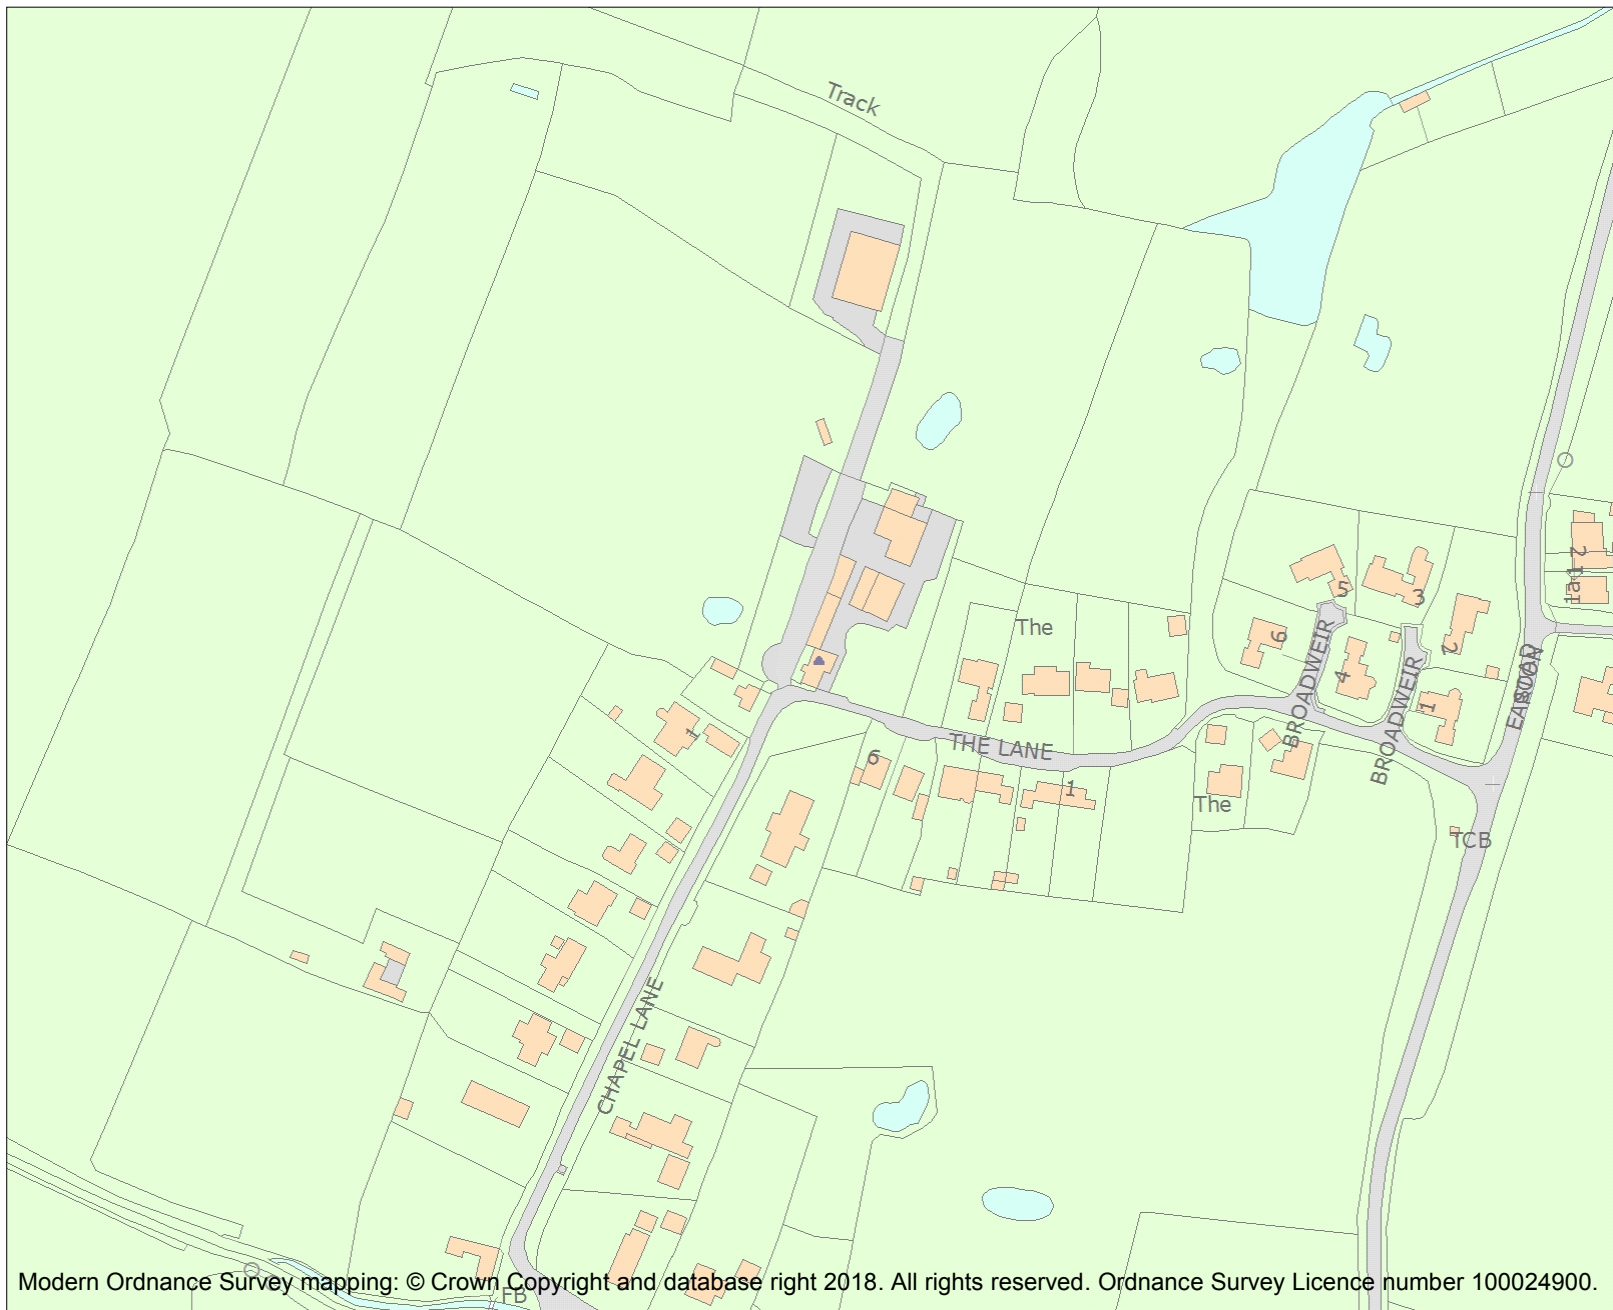 Track
The
5
3
6
2
4
1
BROADWEIR
BROADWEIR
1
THE LANE
6
1
The
TCB
CHAPEL LANE
2
1a
FB
Modern Ordnance Survey mapping: © Crown Copyright and database right 2018. All rights reserved. Ordnance Survey Licence number 100024900.